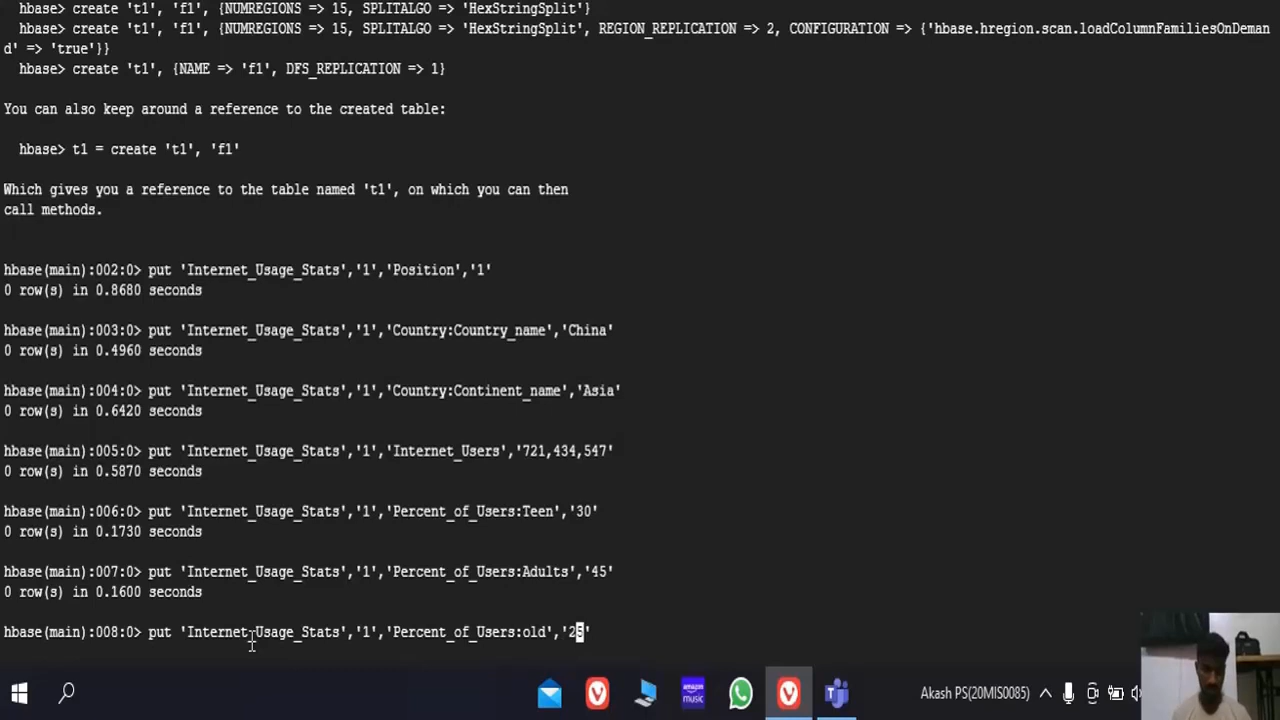 hbase> create 't1', 'f1', {NUMREGIONS => 15, SPLITALGO => 'HexStringSplit'}
hbase> create 't1', 'f1', {NUMREGIONS => 15, SPLITALGO => 'HexStringSplit', REGION_REPLICATION => 2, CONFIGURATION => {'hbase.hregion.scan.loadColumnFamiliesOnDeman
d' => 'true'}}
hbase> create 't1', {NAME => 'f1', DFS_REPLICATION => 1}
You can also keep around a reference to the created table:
hbase> t1 = create 't1', 'f1'
Which gives you a reference to the table named 't1', on which you can then
call methods.
hbase(main):002:0> put 'Internet_Usage_Stats','1','Position','1'
0 row(s) in 0.8680 seconds
hbase(main):003:0> put 'Internet_Usage_Stats','1','Country:Country_name','China'
0 row(s) in 0.4960 seconds
hbase(main):004:0> put 'Internet_Usage_Stats','1','Country:Continent_name','Asia'
0 row(s) in 0.6420 seconds
hbase(main):005:0> put 'Internet_Usage_Stats','1','Internet_Users','721,434,547'
0 row(s) in 0.5870 seconds
hbase(main):006:0> put 'Internet_Usage_Stats','1','Percent_of_Users:Teen','30'
0 row(s) in 0.1730 seconds
hbase(main):007:0> put 'Internet_Usage_Stats','1','Percent_of_Users:Adults','45'
0 row(s) in 0.1600 seconds
hbase(main):008:0> put 'Internet_Usage_Stats','1','Percent_of_Users:old','25'
amazon music
Akash PS(20MIS0085)